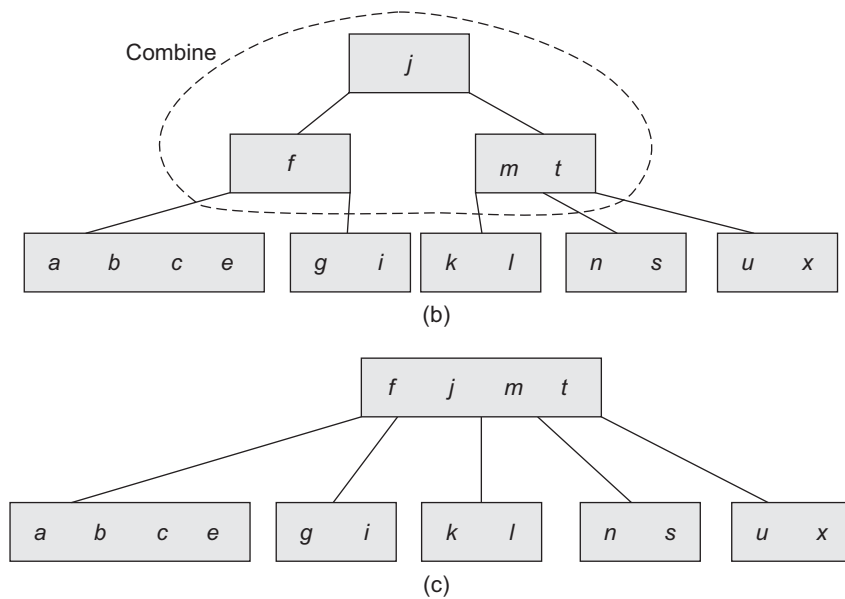 Combine
j
f
m t
a b c e
g i
k l
n s
u x
(b)
f j m t
a b c e
g i
k l
n s
u x
(c)